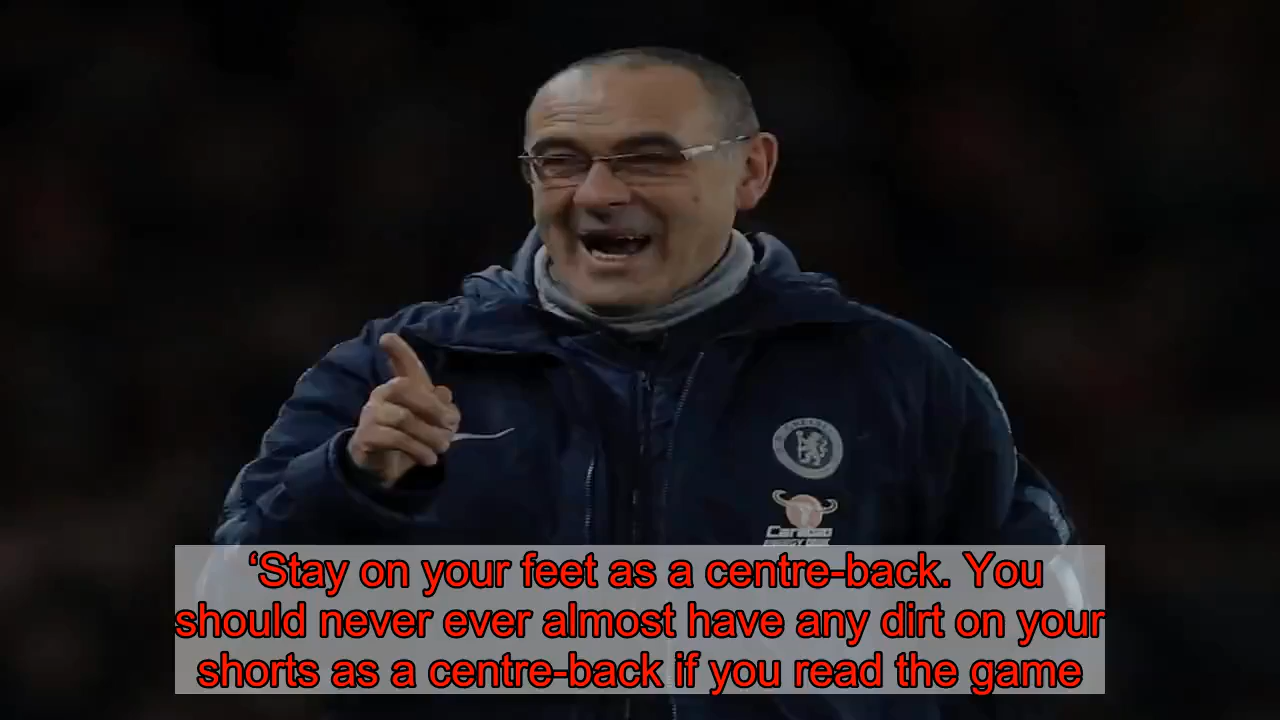 Carabao
‘Stay on your feet as a centre-back. You
should never ever almost have any dirt on your
shorts as a centre-back if you read the game